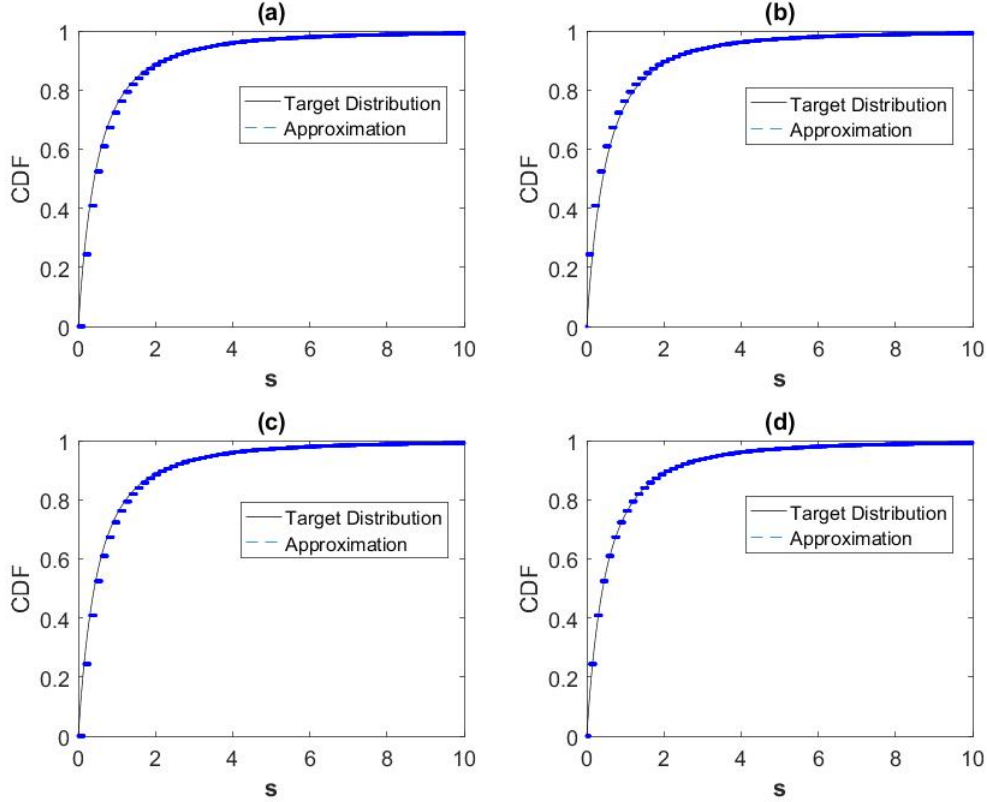 (a)
1
0.8
0.6
0.4
0.2
0
CDF
Target Distribution
Approximation
0 2 4 6 8 10
s
(b)
1
0.8
0.6
0.4
0.2
0
CDF
Target Distribution
Approximation
0 2 4 6 8 10
s
(c)
1
0.8
0.6
0.4
0.2
0
CDF
Target Distribution
Approximation
0 2 4 6 8 10
s
(d)
1
0.8
0.6
0.4
0.2
0
CDF
Target Distribution
Approximation
0 2 4 6 8 10
s